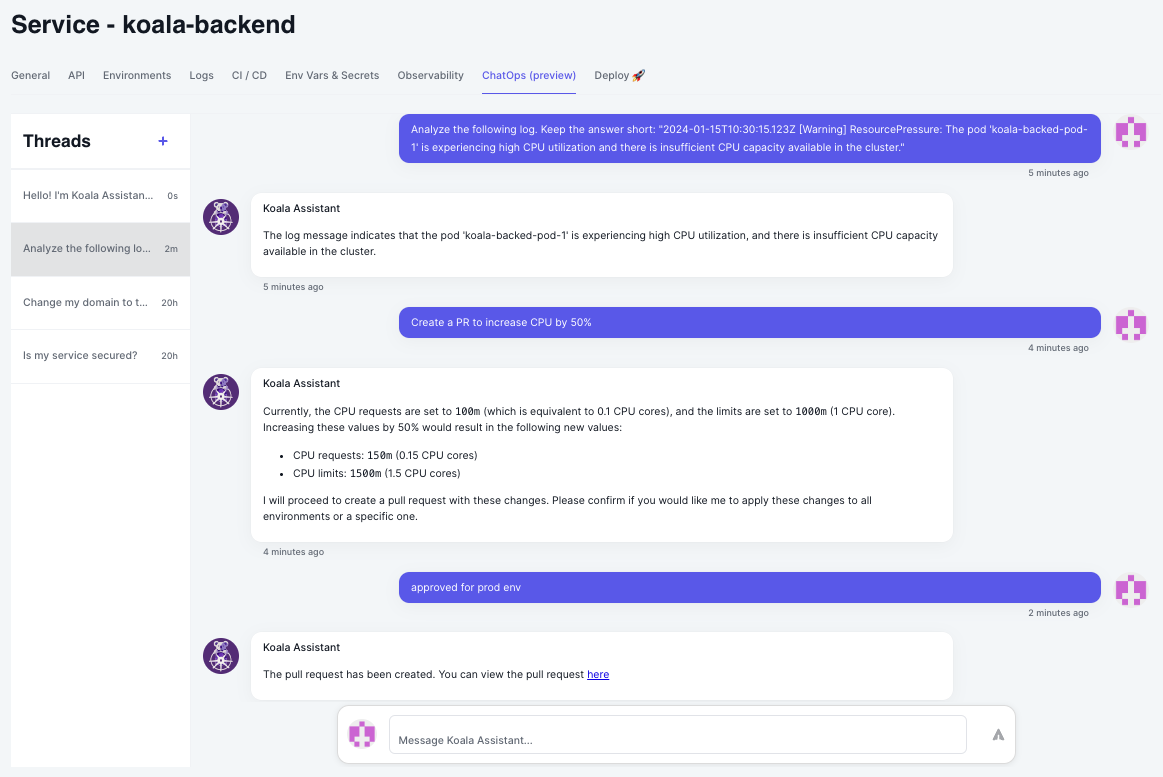 Service - koala-backend
General API Environments Logs CI / CD Env Vars & Secrets Observability ChatOps (preview) Deploy 🚀
Threads +
Hello! I'm Koala Assistan... 0s
Analyze the following lo... 2m
Change my domain to t... 20h
Is my service secured? 20h
Analyze the following log. Keep the answer short: "2024-01-15T10:30:15.123Z [Warning] ResourcePressure: The pod 'koala-backed-pod-
1' is experiencing high CPU utilization and there is insufficient CPU capacity available in the cluster."
5 minutes ago
Koala Assistant
The log message indicates that the pod 'koala-backed-pod-1' is experiencing high CPU utilization, and there is insufficient CPU capacity
available in the cluster.
5 minutes ago
Create a PR to increase CPU by 50%
4 minutes ago
Koala Assistant
Currently, the CPU requests are set to 100m (which is equivalent to 0.1 CPU cores), and the limits are set to 1000m (1 CPU core).
Increasing these values by 50% would result in the following new values:
• CPU requests: 150m (0.15 CPU cores)
• CPU limits: 1500m (1.5 CPU cores)
I will proceed to create a pull request with these changes. Please confirm if you would like me to apply these changes to all
environments or a specific one.
4 minutes ago
approved for prod env
2 minutes ago
Koala Assistant
The pull request has been created. You can view the pull request here
Message Koala Assistant...